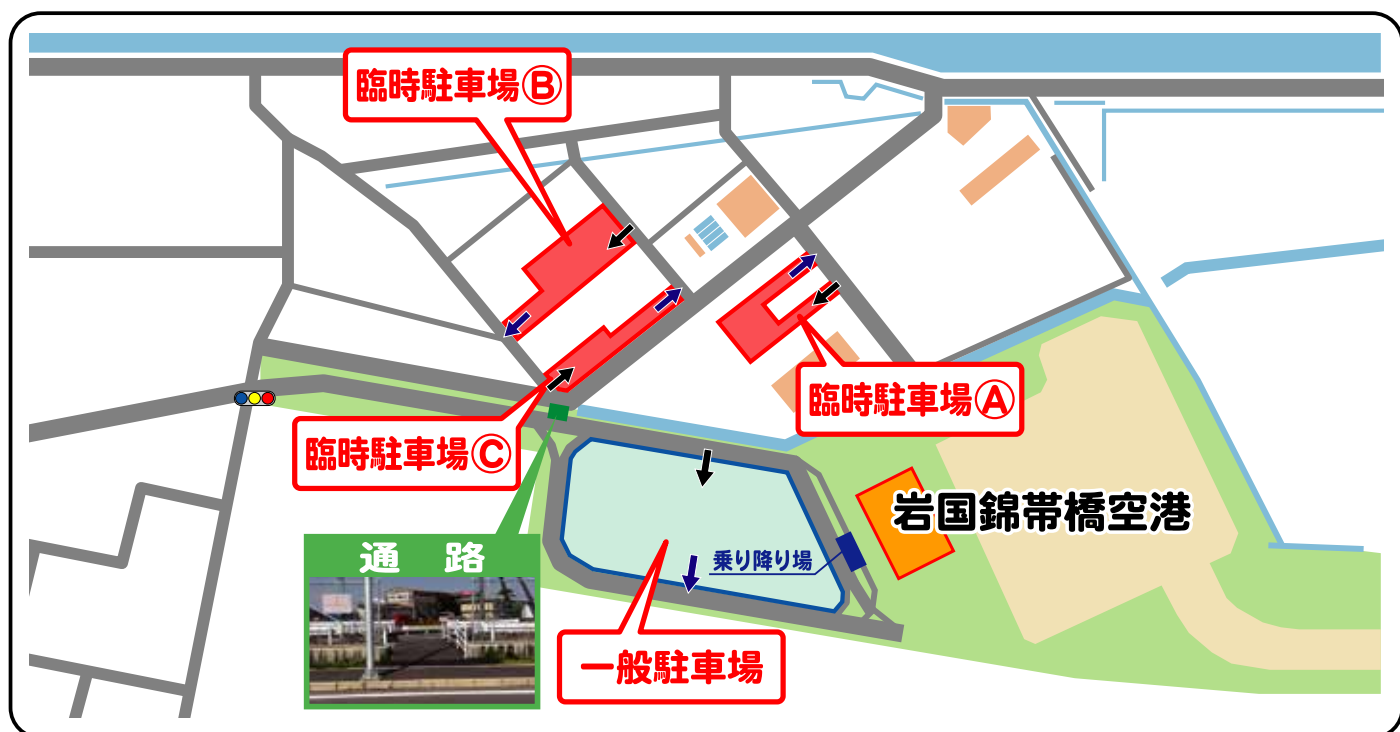 臨時駐車場Ⓑ
臨時駐車場Ⓐ
臨時駐車場Ⓒ
岩国錦帯橋空港
通 路
乗り降り場
一般駐車場